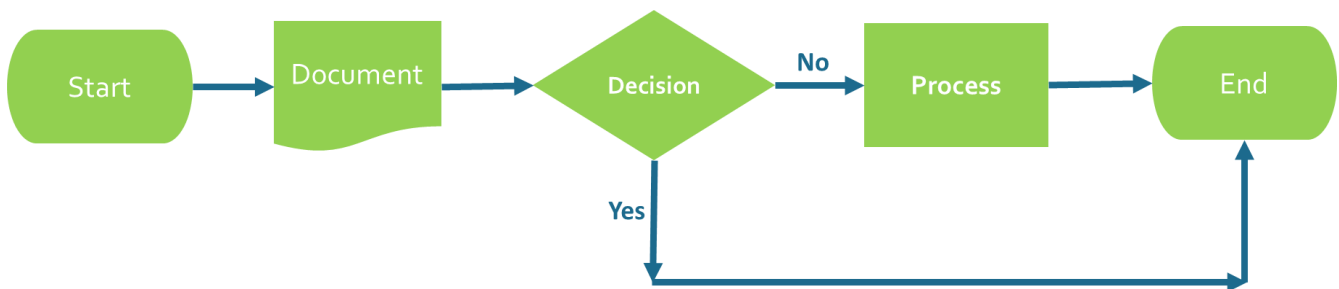 Start
Document
Decision
No
Process
End
Yes